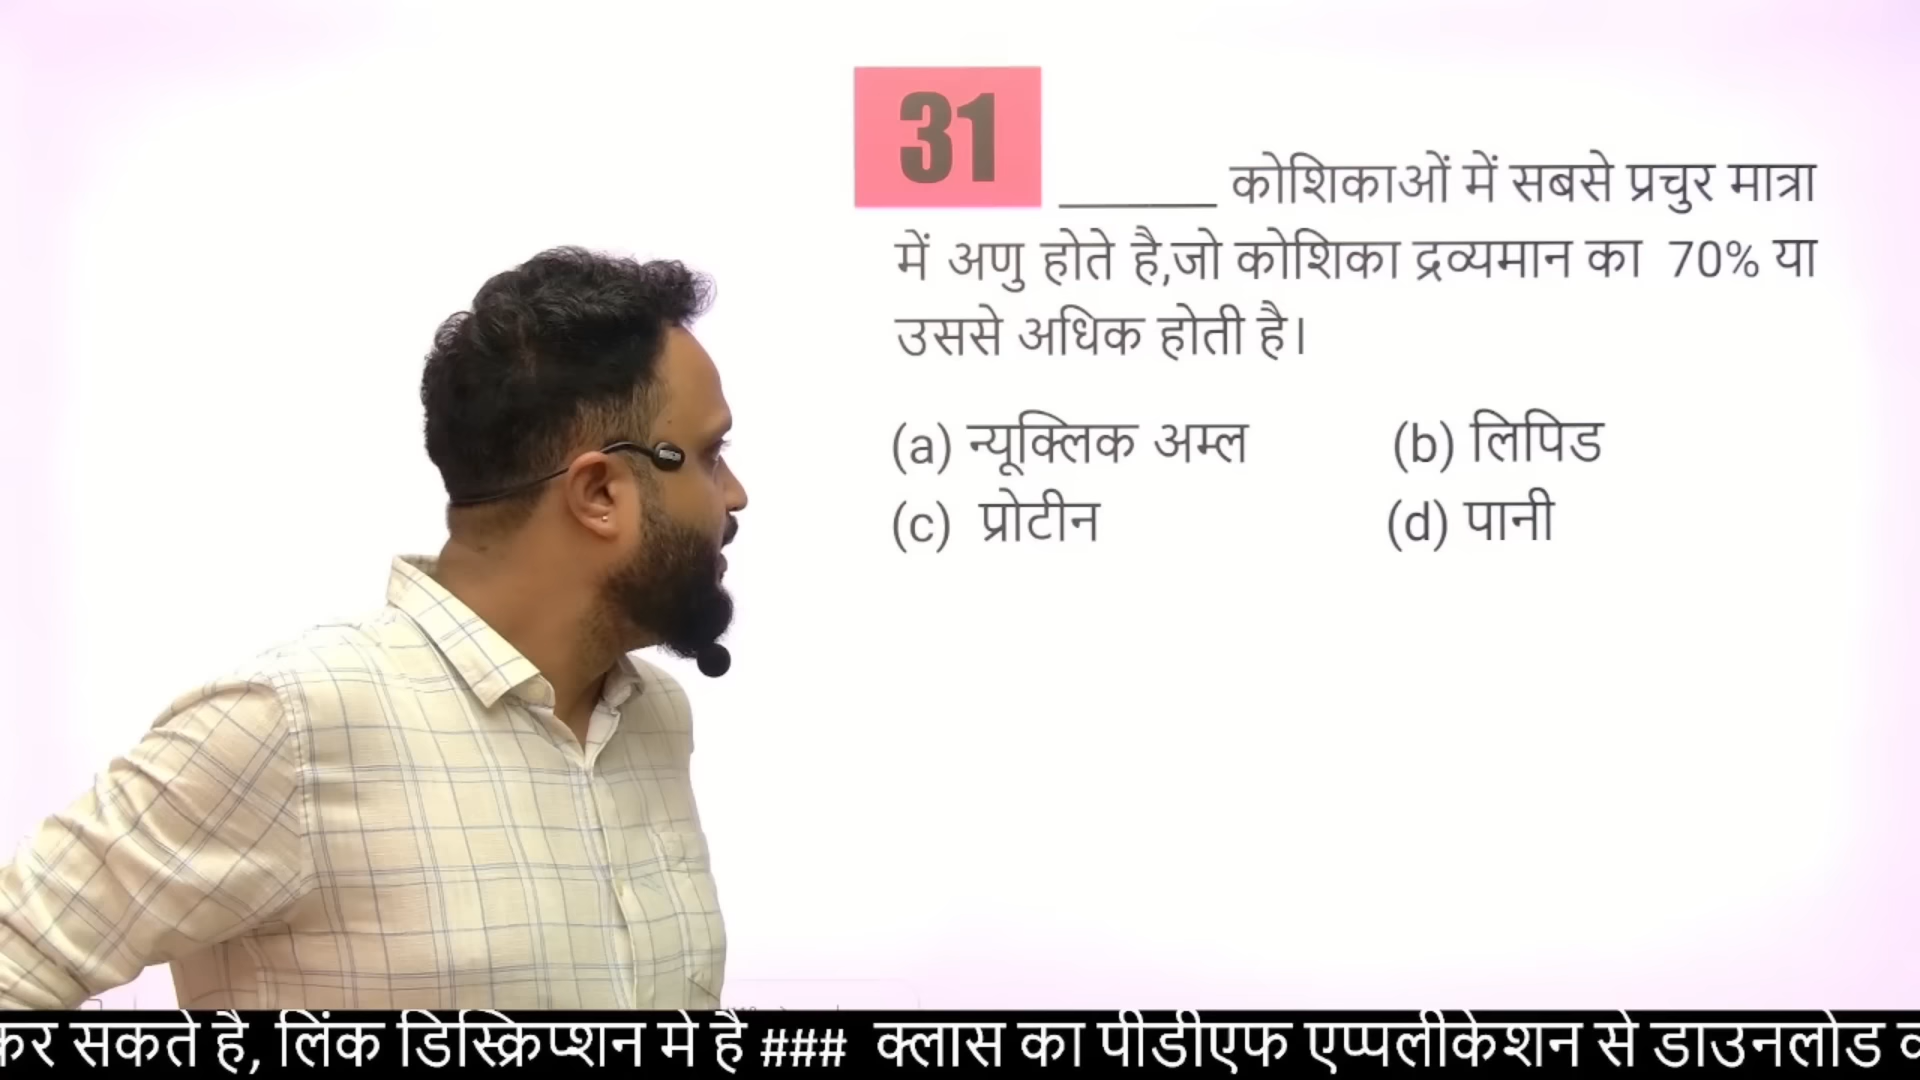 31
______ कोशिकाओं में सबसे प्रचुर मात्रा
में अणु होते है,जो कोशिका द्रव्यमान का 70% या
उससे अधिक होती है।
(a) न्यूक्लिक अम्ल (b) लिपिड
(c) प्रोटीन (d) पानी
कर सकते है, लिंक डिस्क्रिप्शन मे है ### क्लास का पीडीएफ एप्पलीकेशन से डाउनलोड